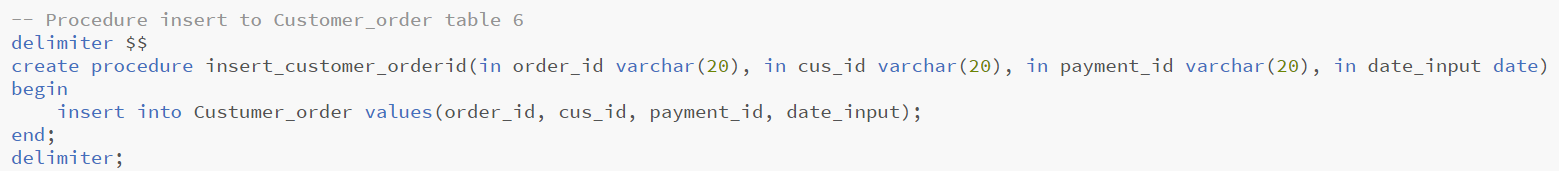 -- Procedure insert to Customer_order table 6
delimiter $$
create procedure insert_customer_orderid(in order_id varchar(20), in cus_id varchar(20), in payment_id varchar(20), in date_input date)
begin
    insert into Custumer_order values(order_id, cus_id, payment_id, date_input);
end;
delimiter;